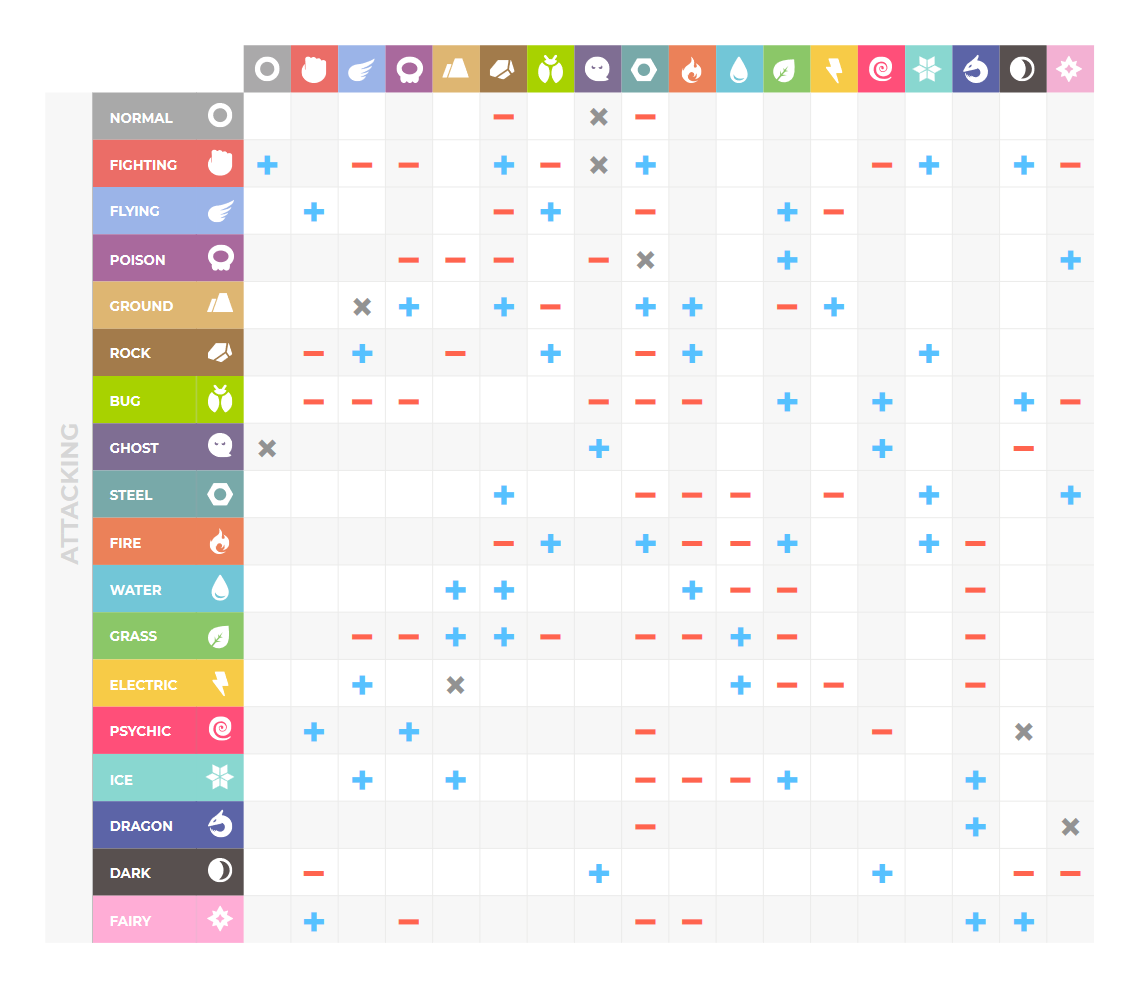 NORMAL
FIGHTING
FLYING
POISON
GROUND
ROCK
BUG
GHOST
STEEL
FIRE
WATER
GRASS
ELECTRIC
PSYCHIC
ICE
DRAGON
DARK
FAIRY
ATTACKING